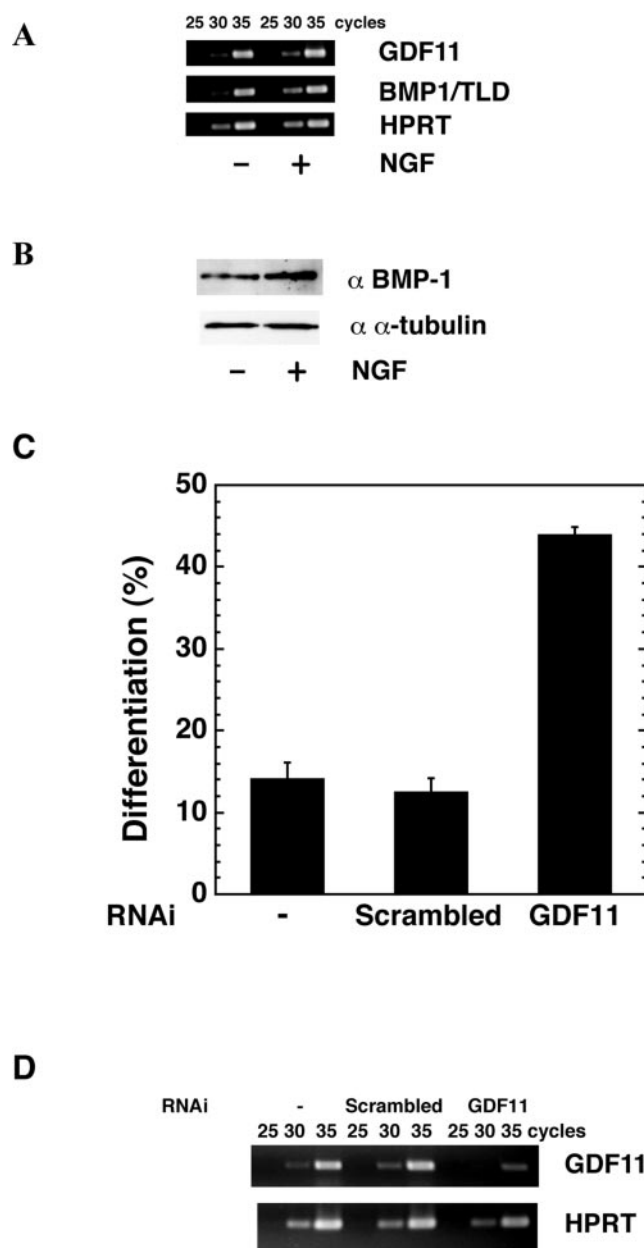 A
25 30 35 25 30 35 cycles
GDF11
BMP1/TLD
HPRT
− + NGF
B
α BMP-1
α α-tubulin
− + NGF
C
50
40
30
20
10
0
Differentiation (%)
RNAi - Scrambled GDF11
D
RNAi - Scrambled GDF11
25 30 35 25 30 35 25 30 35 cycles
GDF11
HPRT